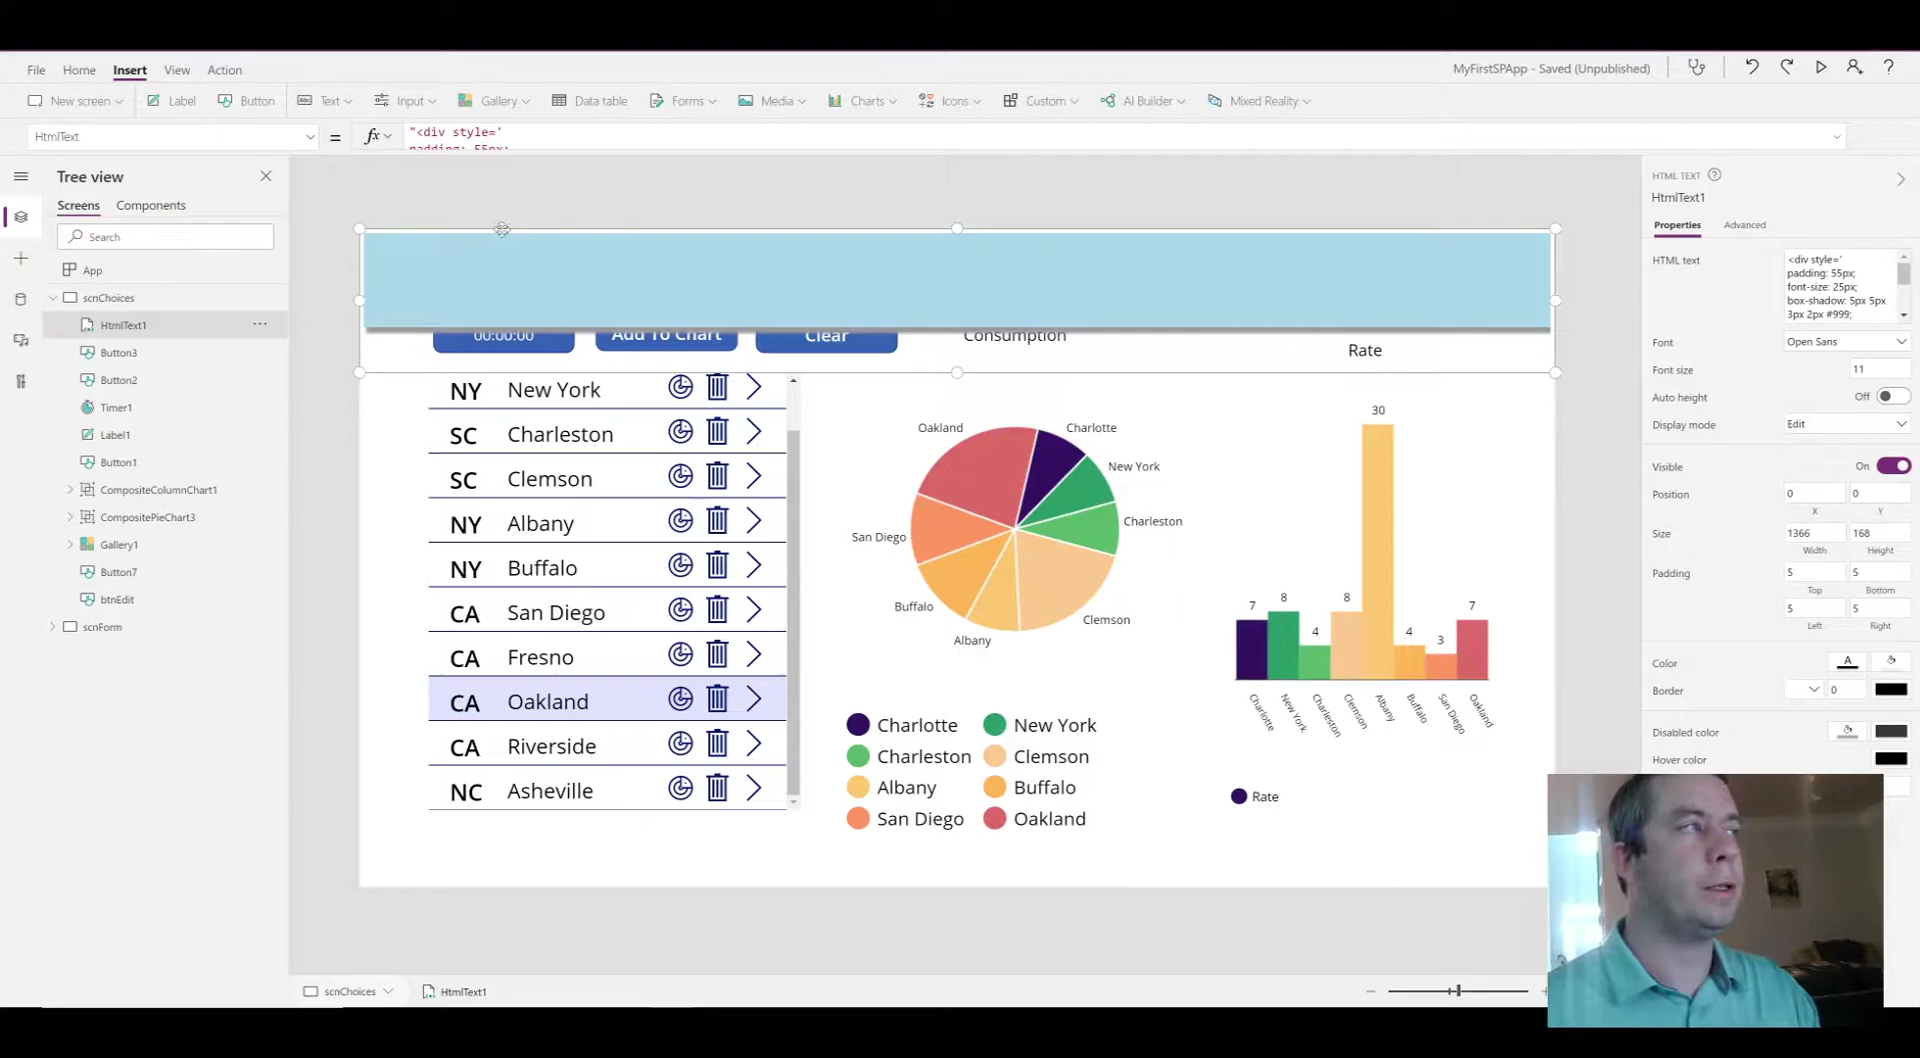 File Home Insert View Action MyFirstSPApp - Saved (Unpublished)
New screen Label Button Text Input Gallery Data table Forms Media Charts Icons Custom AI Builder Mixed Reality
HtmlText = fx "<div style='
padding: 55px;
Tree view
Screens Components
Search
App
scnChoices
HtmlText1
Button3
Button2
Timer1
Label1
Button1
CompositeColumnChart1
CompositePieChart3
Gallery1
Button7
btnEdit
scnForm
00:00:00 Add To Chart Clear Consumption
Rate
NY New York
SC Charleston
SC Clemson
NY Albany
NY Buffalo
CA San Diego
CA Fresno
CA Oakland
CA Riverside
NC Asheville
Oakland Charlotte
New York
Charleston
San Diego
Buffalo
Albany
Clemson
Charlotte New York
Charleston Clemson
Albany Buffalo
San Diego Oakland
30
7 8 4 8 4 3 7
Charlotte New York Charleston Clemson Albany Buffalo San Diego Oakland
Rate
HTML TEXT
HtmlText1
Properties Advanced
HTML text <div style='
padding: 55px;
font-size: 25px;
box-shadow: 5px 5px
3px 2px #999;
Font Open Sans
Font size 11
Auto height Off
Display mode Edit
Visible On
Position 0 0
X Y
Size 1366 168
Width Height
Padding 5 5
Top Bottom
5 5
Left Right
Color A
Border 0
Disabled color
Hover color
scnChoices HtmlText1